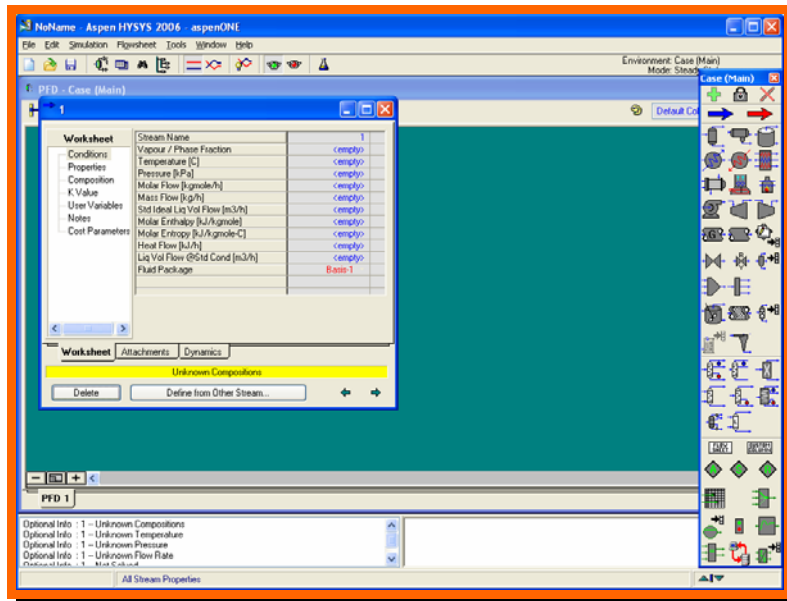 NoName - Aspen HYSYS 2006 - aspenONE
File Edit Simulation Flowsheet Tools Window Help
Environment: Case (Main)
Mode: Steady
Case (Main)
PFD - Case (Main)
Default Col
1
Worksheet
Conditions
Properties
Composition
K Value
User Variables
Notes
Cost Parameters
Stream Name 1
Vapour / Phase Fraction <empty>
Temperature [C] <empty>
Pressure [kPa] <empty>
Molar Flow [kgmole/h] <empty>
Mass Flow [kg/h] <empty>
Std Ideal Liq Vol Flow [m3/h] <empty>
Molar Enthalpy [kJ/kgmole] <empty>
Molar Entropy [kJ/kgmole-C] <empty>
Heat Flow [kJ/h] <empty>
Liq Vol Flow @Std Cond [m3/h] <empty>
Fluid Package Basis-1
Worksheet Attachments Dynamics
Unknown Compositions
Delete Define from Other Stream...
PFD 1
Optional Info : 1 -- Unknown Compositions
Optional Info : 1 -- Unknown Temperature
Optional Info : 1 -- Unknown Pressure
Optional Info : 1 -- Unknown Flow Rate
Optional Info : 1 -- Not Solved
All Stream Properties